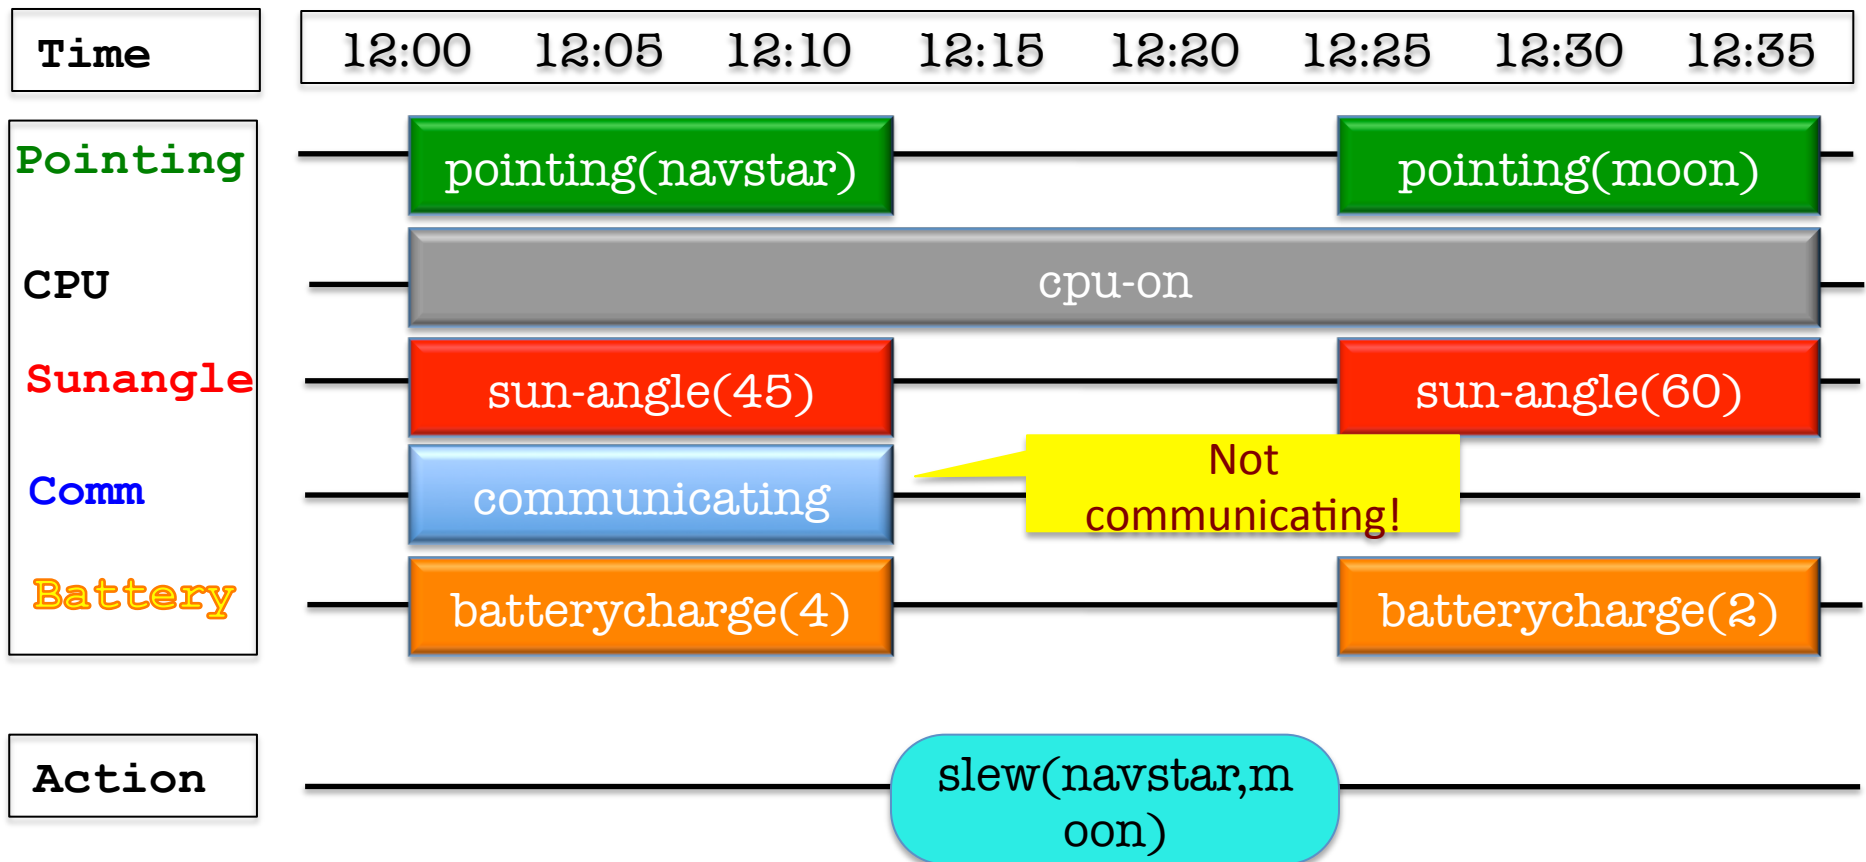 Time
12:00 12:05 12:10 12:15 12:20 12:25 12:30 12:35
Pointing
pointing(navstar)
pointing(moon)
CPU
cpu-on
Sunangle
sun-angle(45)
sun-angle(60)
Comm
communicating
Not
communicating!
Battery
batterycharge(4)
batterycharge(2)
Action
slew(navstar,m
oon)